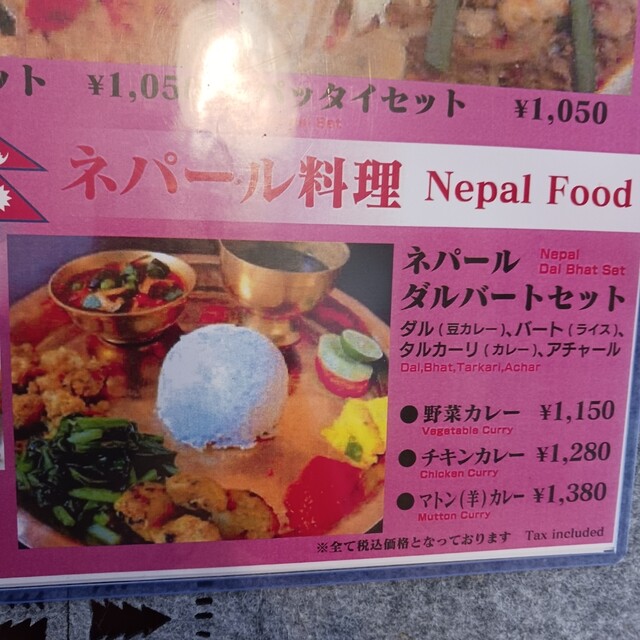 ット ¥1,05
ッタイセット ¥1,050
Set
ネパール料理 Nepal Food
ネパール
Nepal
Dal Bhat Set
ダルバートセット
ダル(豆カレー)、バート(ライス)、
タルカーリ(カレー)、アチャール
Dal,Bhat,Tarkari,Achar
●野菜カレー ¥1,150
Vegetable Curry
●チキンカレー ¥1,280
Chicken Curry
●マトン(羊)カレー ¥1,380
Mutton Curry
※全て税込価格となっております Tax included